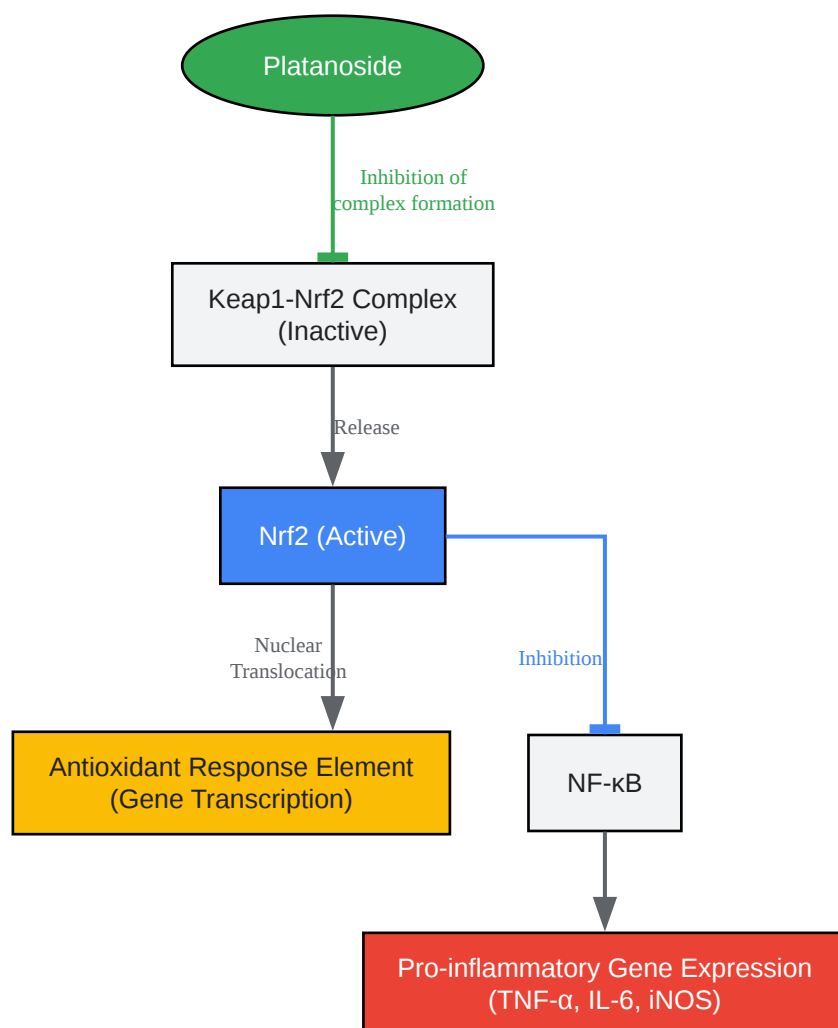 Platanoside
Inhibition of
complex formation
Keap1-Nrf2 Complex
(Inactive)
Release
Nrf2 (Active)
Nuclear
Translocation
Inhibition
Antioxidant Response Element
(Gene Transcription)
NF-κB
Pro-inflammatory Gene Expression
(TNF-α, IL-6, iNOS)